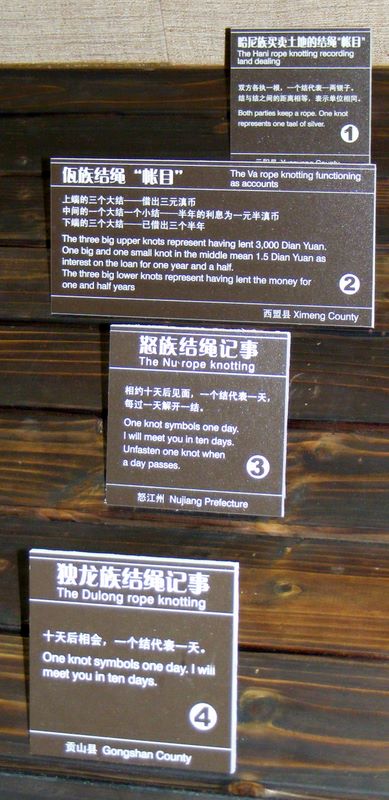 哈尼族买卖土地的结绳“帐目”
The Hani rope knotting recording
land dealing
双方各执一根，一个结代表一两银子。
结与结之间的距离相等，表示单位相同。
Both parties keep a rope. One knot
represents one tael of silver.
1
佤族结绳“帐目”
The Va rope knotting functioning
as accounts
上端的三个大结——借出三元滇币
中间的一个大结一个小结——半年的利息为一元半滇币
下端的三个大结——已借出三个半年
The three big upper knots represent having lent 3,000 Dian Yuan.
One big and one small knot in the middle mean 1.5 Dian Yuan as
interest on the loan for one year and a half.
The three big lower knots represent having lent the money for
one and half years
2
西盟县 Ximeng County
怒族结绳记事
The Nu rope knotting
相约十天后见面，一个结代表一天，
每过一天解开一结。
One knot symbols one day.
I will meet you in ten days.
Unfasten one knot when
a day passes.
3
怒江州 Nujiang Prefecture
独龙族结绳记事
The Dulong rope knotting
十天后相会，一个结代表一天。
One knot symbols one day. I will
meet you in ten days.
4
贡山县 Gongshan County